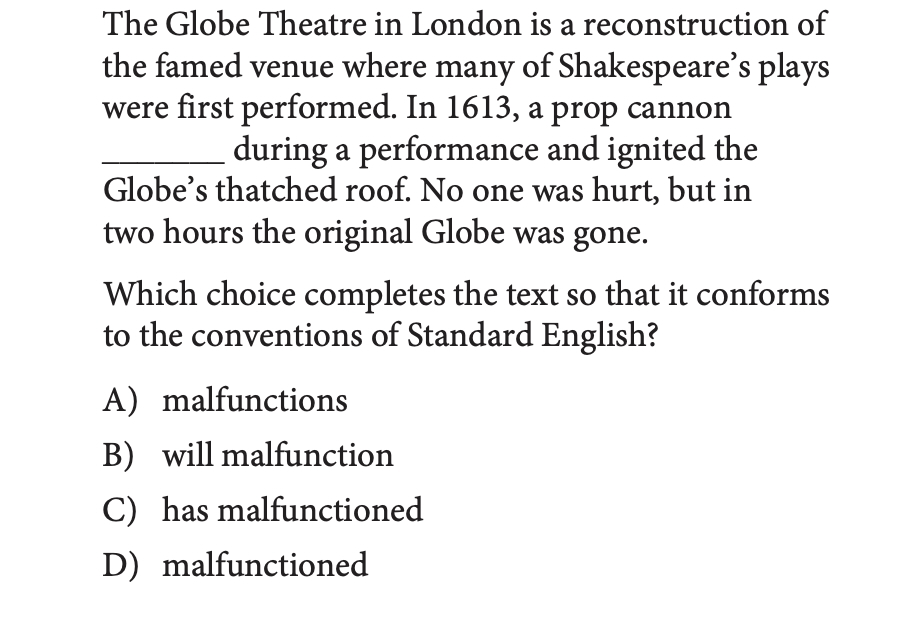 The Globe Theatre in London is a reconstruction of
the famed venue where many of Shakespeare’s plays
were first performed. In 1613, a prop cannon
_______ during a performance and ignited the
Globe’s thatched roof. No one was hurt, but in
two hours the original Globe was gone.
Which choice completes the text so that it conforms
to the conventions of Standard English?
A) malfunctions
B) will malfunction
C) has malfunctioned
D) malfunctioned